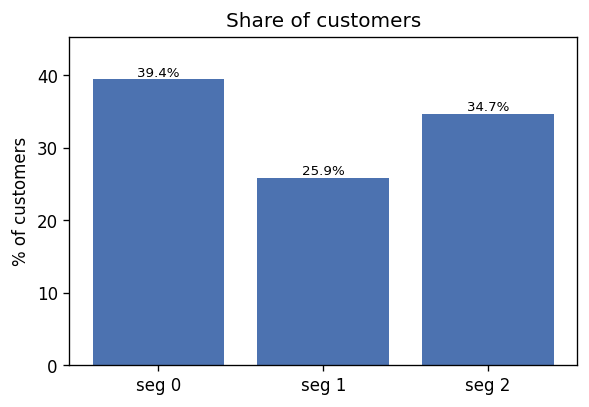 Share of customers
% of customers
40
30
20
10
0
39.4%
25.9%
34.7%
seg 0
seg 1
seg 2